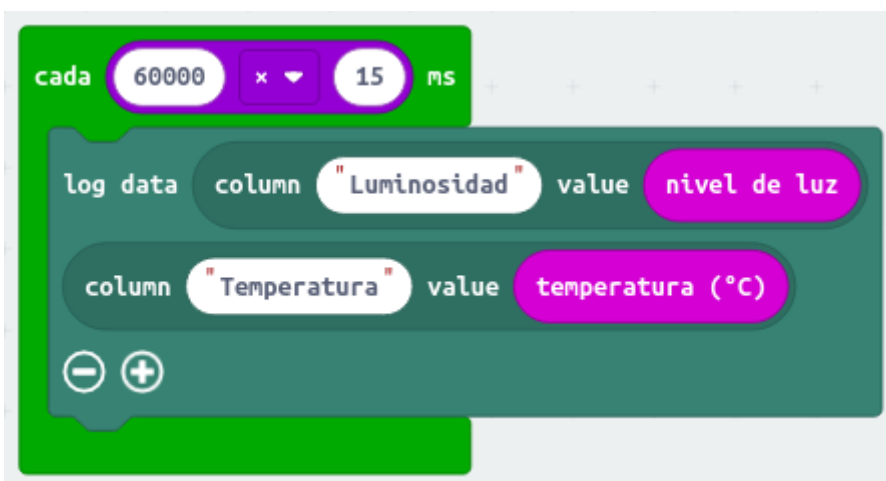 cada 60000 × 15 ms
log data column "Luminosidad" value nivel de luz
column "Temperatura" value temperatura (°C)